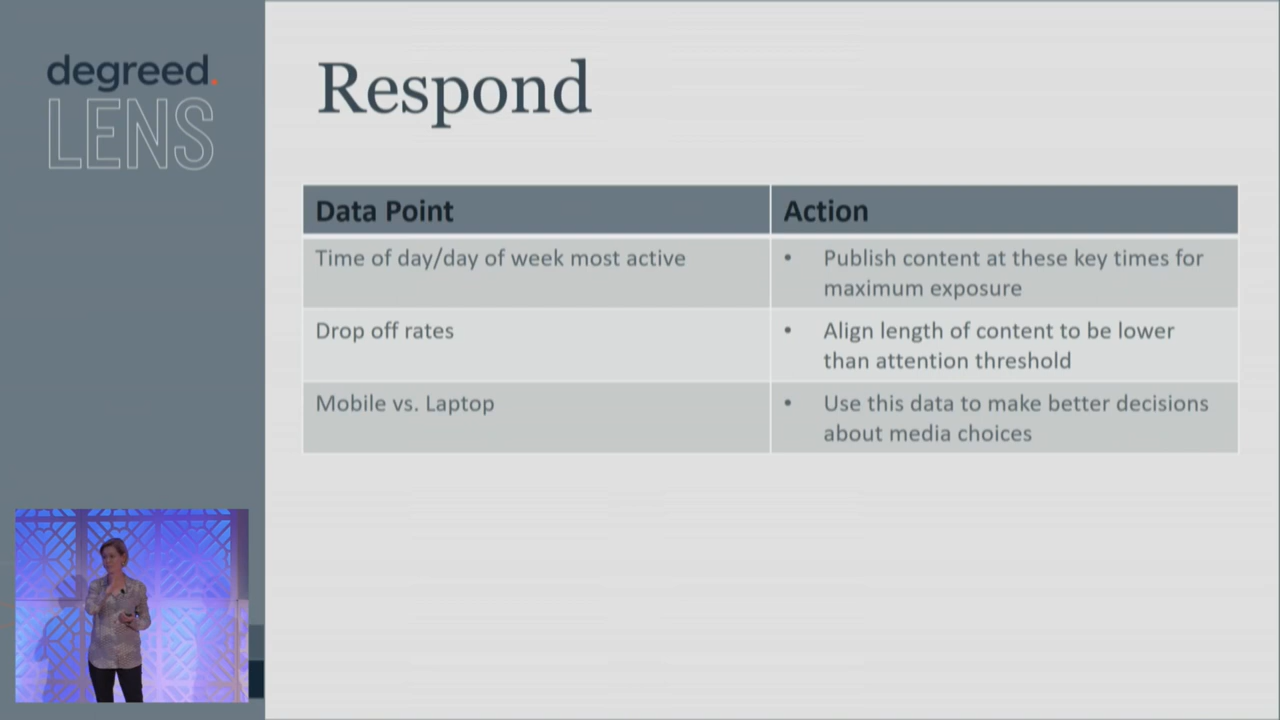 degreed.
LENS
Respond
Data Point
Action
Time of day/day of week most active
• Publish content at these key times for
maximum exposure
Drop off rates
• Align length of content to be lower
than attention threshold
Mobile vs. Laptop
• Use this data to make better decisions
about media choices